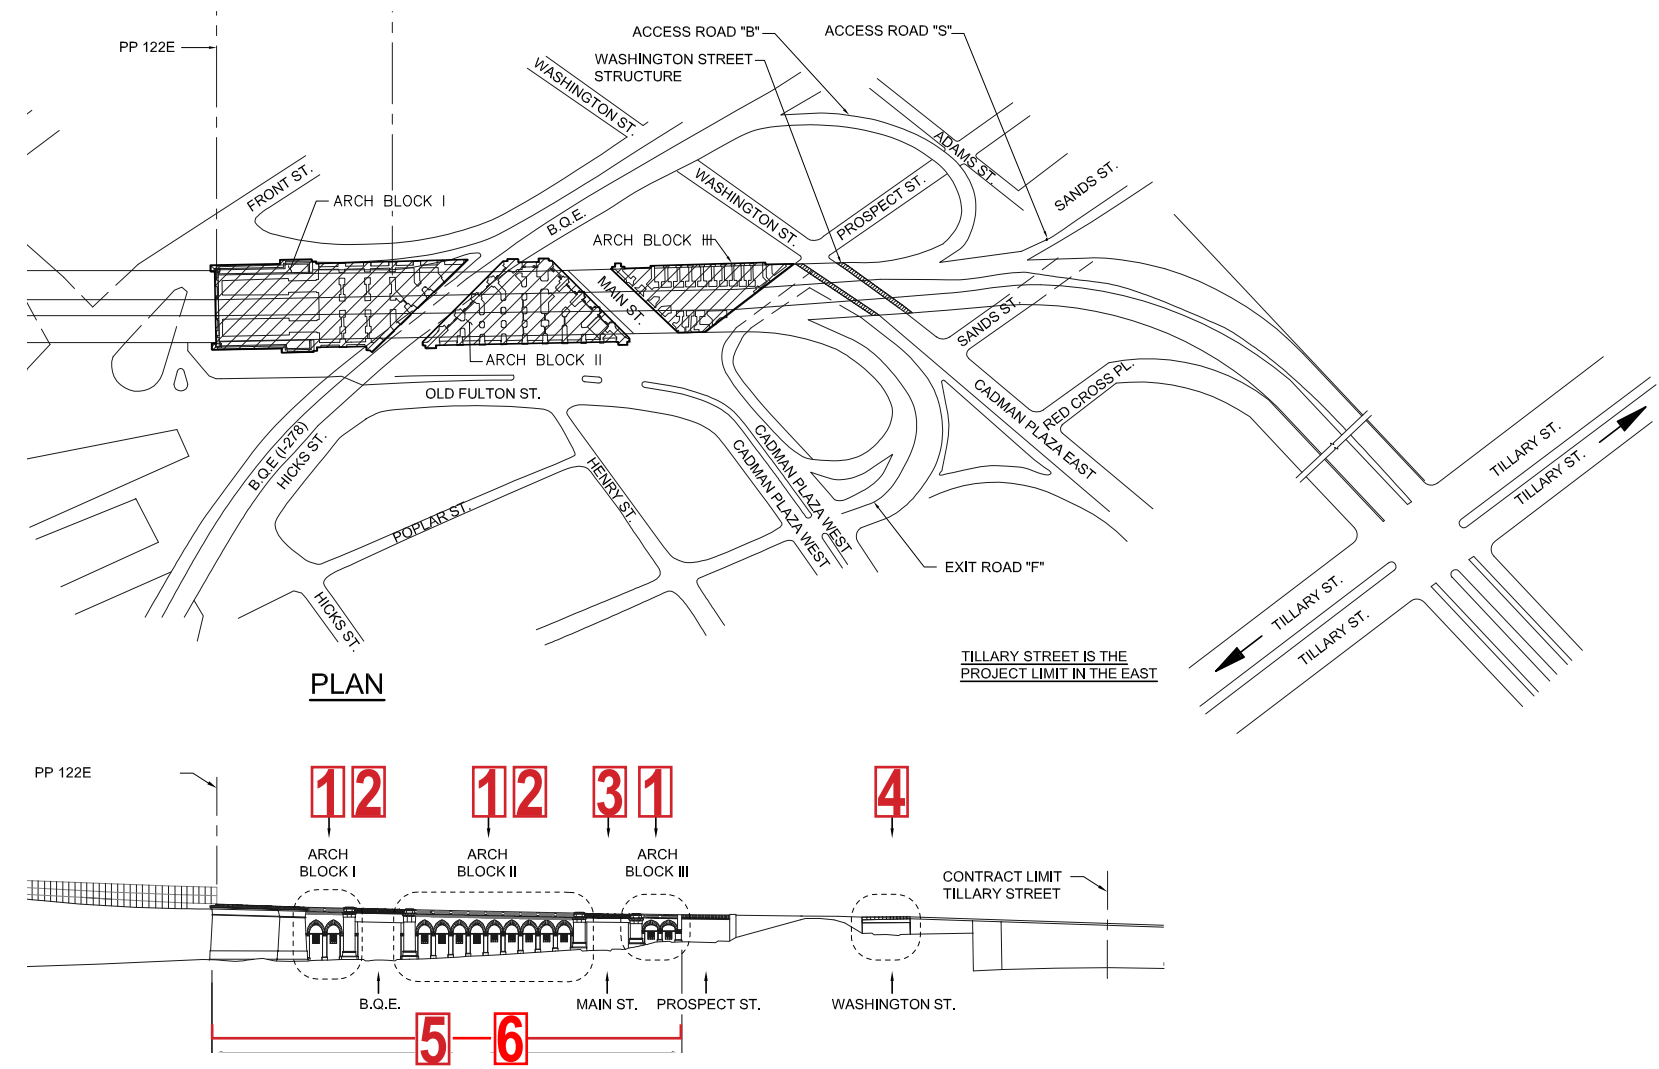 PP 122E
ACCESS ROAD "B"
ACCESS ROAD "S"
WASHINGTON STREET
STRUCTURE
WASHINGTON ST.
ADAMS ST.
FRONT ST.
ARCH BLOCK I
B.Q.E.
WASHINGTON ST.
PROSPECT ST.
SANDS ST.
ARCH BLOCK III
MAIN ST.
SANDS ST.
ARCH BLOCK II
OLD FULTON ST.
RED CROSS PL.
CADMAN PLAZA EAST
B.Q.E (I-278)
HICKS ST.
HENRY ST.
CADMAN PLAZA WEST
CADMAN PLAZA WEST
POPLAR ST.
TILLARY ST.
TILLARY ST.
EXIT ROAD "F"
HICKS ST.
TILLARY ST.
TILLARY ST.
TILLARY STREET IS THE
PROJECT LIMIT IN THE EAST
PLAN
PP 122E
1 2
1 2
3 1
4
ARCH
BLOCK I
ARCH
BLOCK II
ARCH
BLOCK III
CONTRACT LIMIT
TILLARY STREET
B.Q.E.
MAIN ST.
PROSPECT ST.
WASHINGTON ST.
5
6